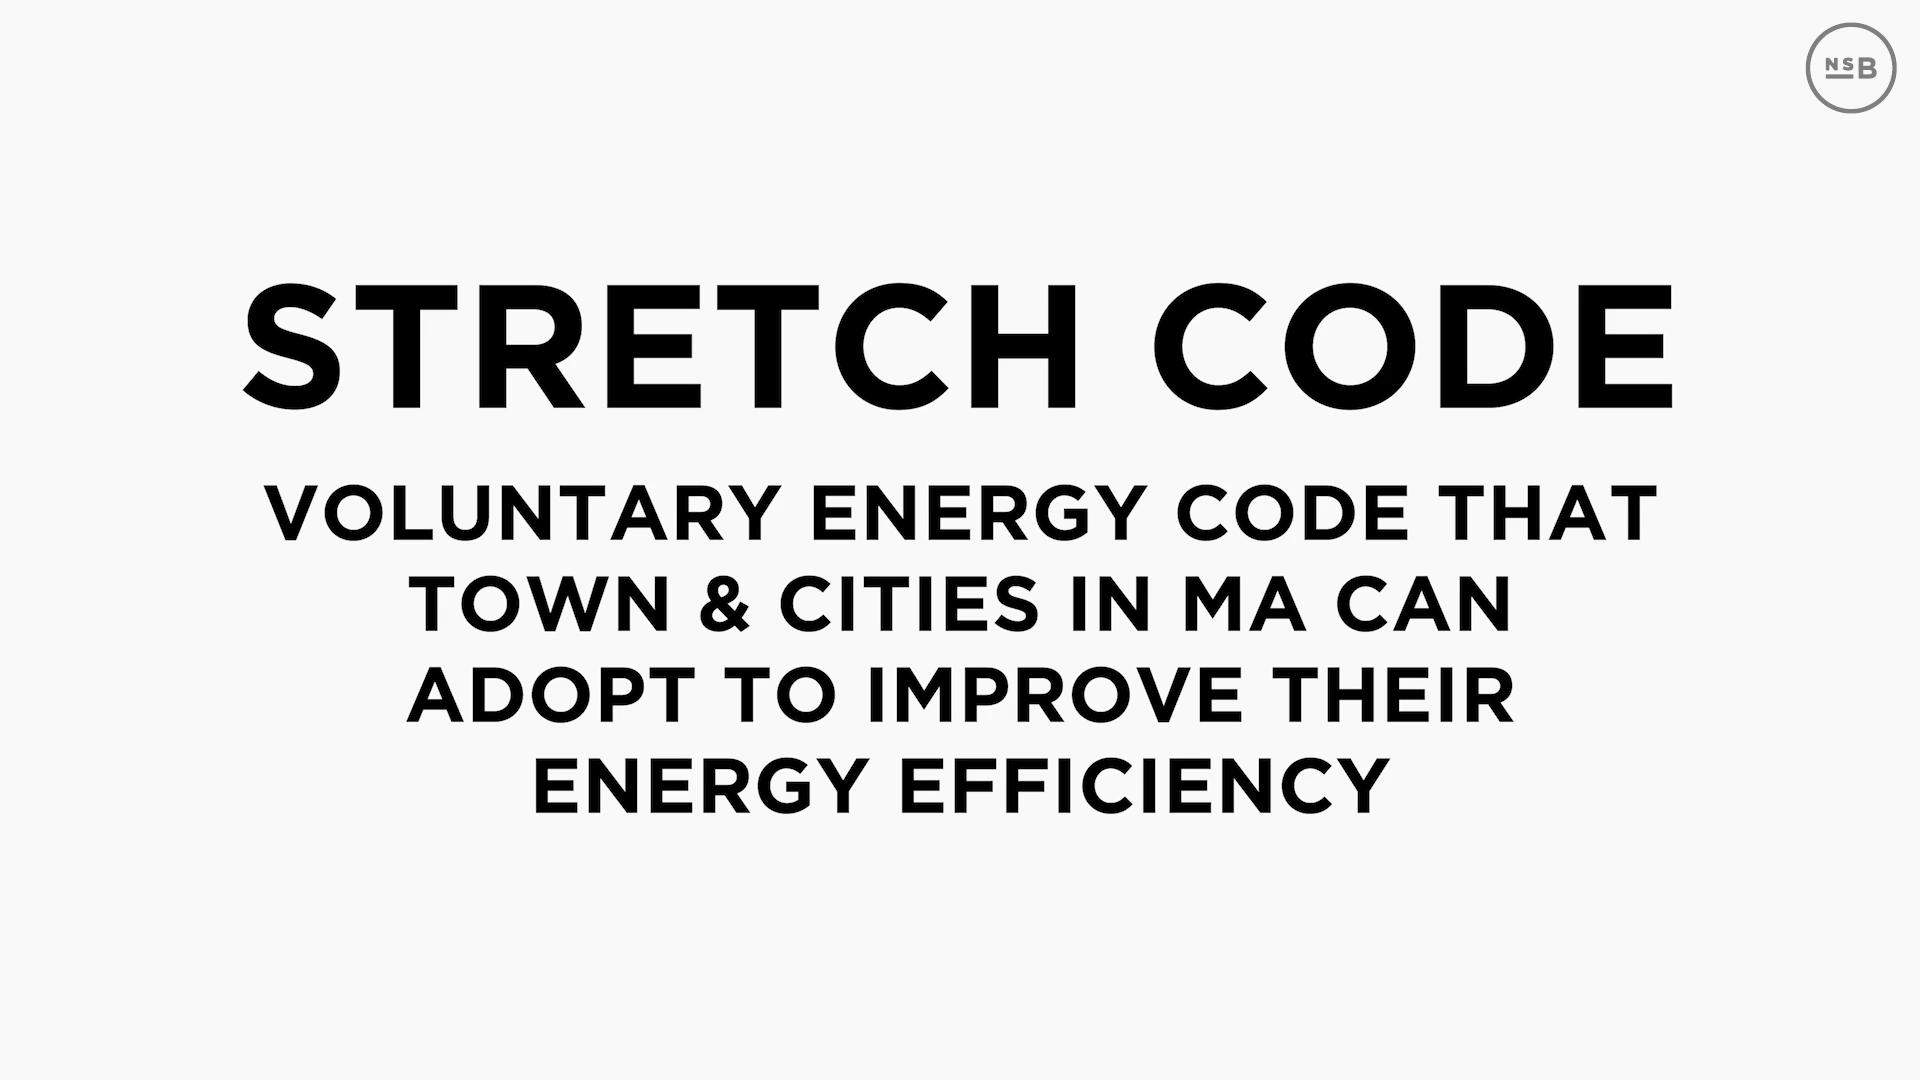 NSB
STRETCH CODE
VOLUNTARY ENERGY CODE THAT
TOWN & CITIES IN MA CAN
ADOPT TO IMPROVE THEIR
ENERGY EFFICIENCY